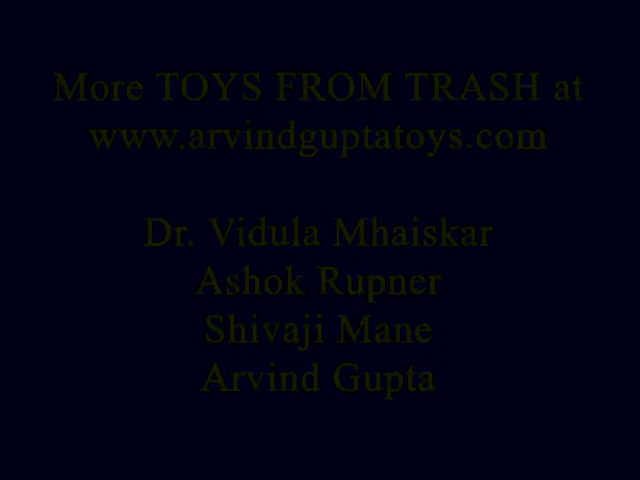 More TOYS FROM TRASH at
www.arvindguptatoys.com
Dr. Vidula Mhaiskar
Ashok Rupner
Shivaji Mane
Arvind Gupta